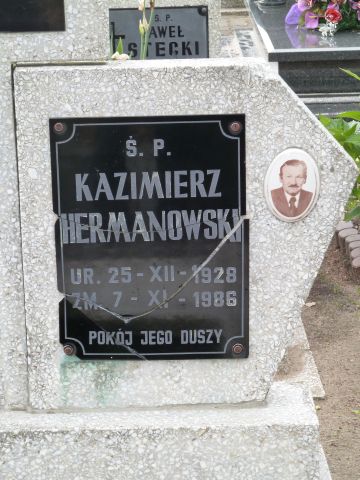 Ś. P.
PAWEŁ
Ś. P.
KAZIMIERZ
HERMANOWSKI
UR. 25-XII-1928
ZM. 7-XI-1986
POKÓJ JEGO DUSZY